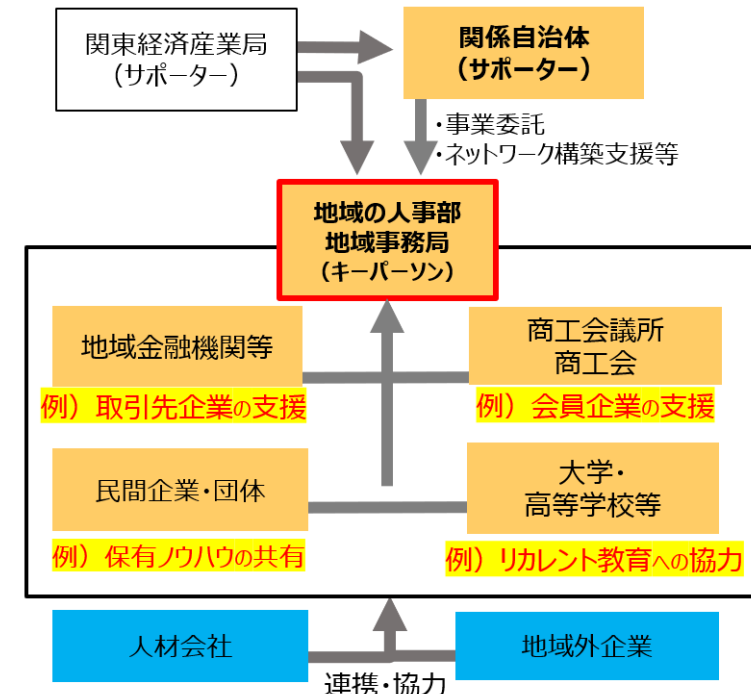 関東経済産業局
(サポーター)
関係自治体
(サポーター)
・事業委託
・ネットワーク構築支援等
地域の人事部
地域事務局
(キーパーソン)
地域金融機関等
例)取引先企業の支援
商工会議所
商工会
例)会員企業の支援
民間企業・団体
例)保有ノウハウの共有
大学・
高等学校等
例)リカレント教育への協力
人材会社
地域外企業
連携・協力